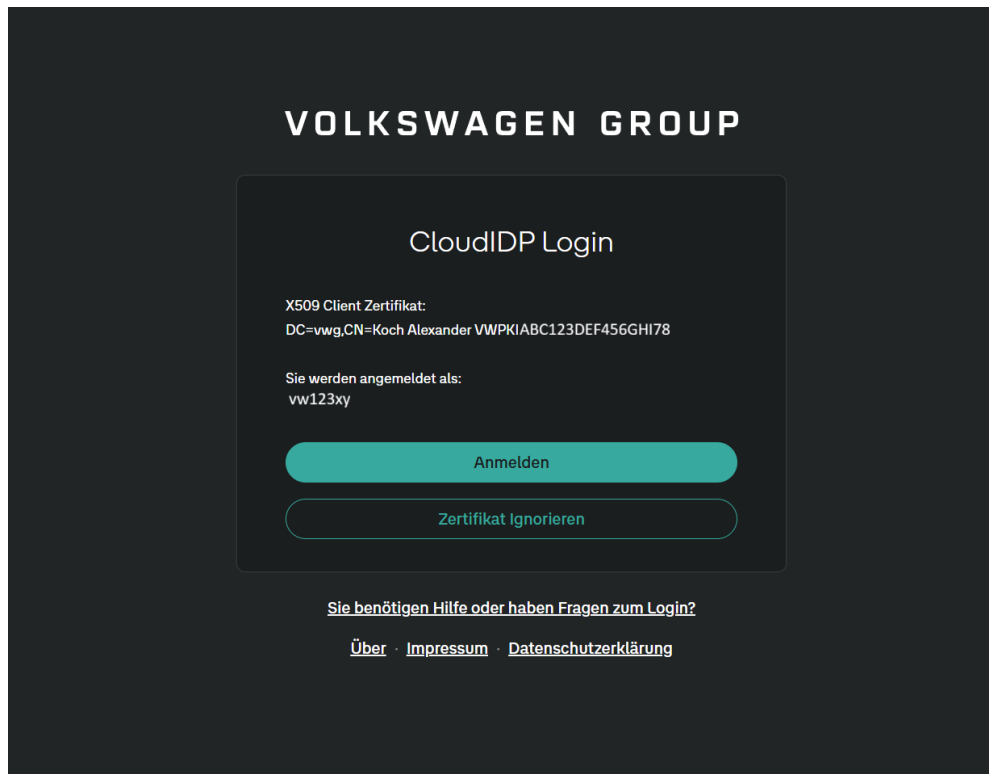 VOLKSWAGEN GROUP
CloudIDP Login
X509 Client Zertifikat:
DC=vwg,CN=Koch Alexander VWPKIABC123DEF456GHI78
Sie werden angemeldet als:
vw123xy
Anmelden
Zertifikat Ignorieren
Sie benötigen Hilfe oder haben Fragen zum Login?
Über · Impressum · Datenschutzerklärung